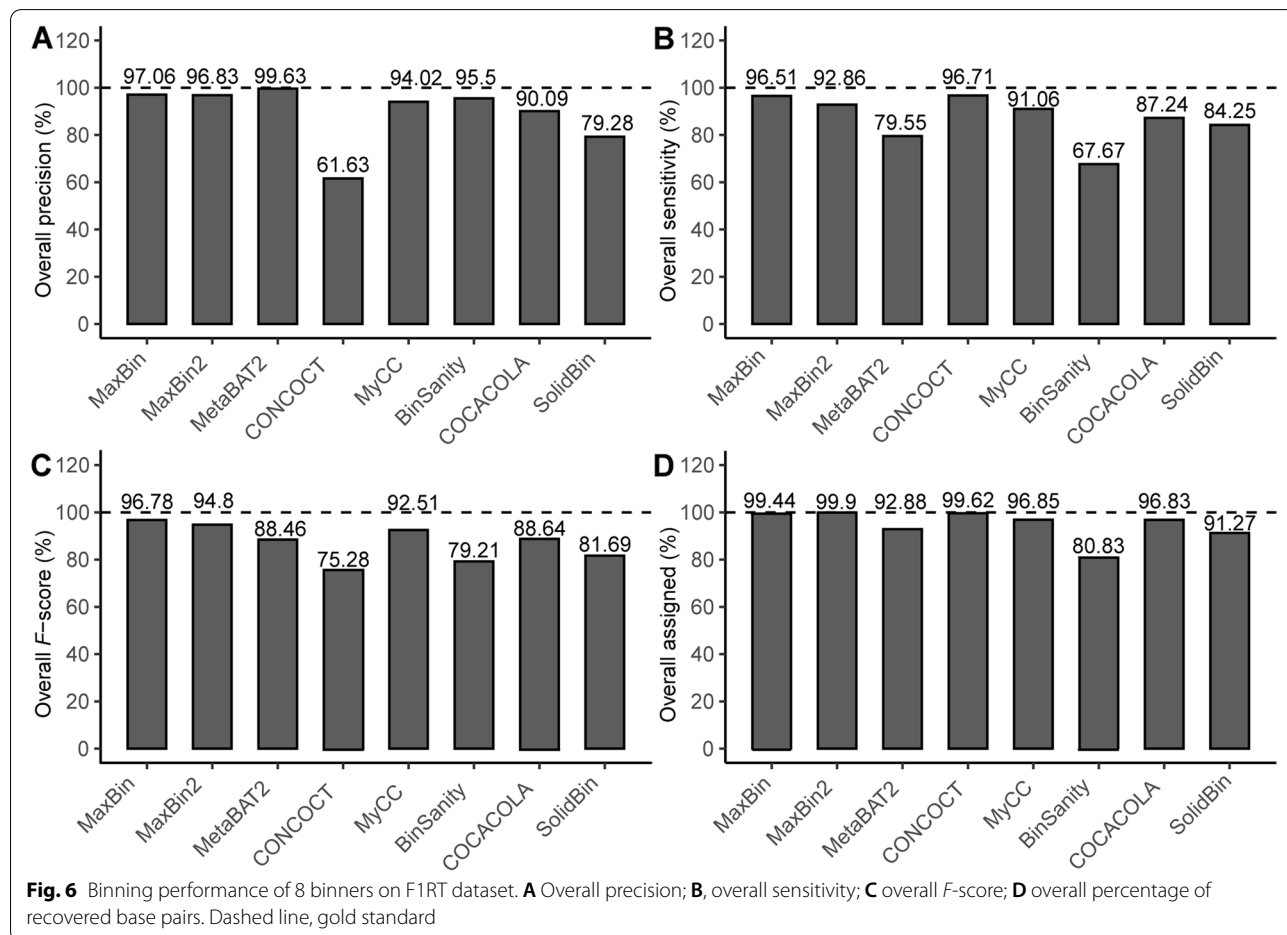 A
120
100
80
60
40
20
0
Overall precision (%)
97.06 96.83 99.63 61.63 94.02 95.5 90.09 79.28
MaxBin MaxBin2 MetaBAT2 CONCOCT MyCC BinSanity COCACOLA SolidBin
B
120
100
80
60
40
20
0
Overall sensitivity (%)
96.51 92.86 79.55 96.71 91.06 67.67 87.24 84.25
MaxBin MaxBin2 MetaBAT2 CONCOCT MyCC BinSanity COCACOLA SolidBin
C
120
100
80
60
40
20
0
Overall F−score (%)
96.78 94.8 88.46 75.28 92.51 79.21 88.64 81.69
MaxBin MaxBin2 MetaBAT2 CONCOCT MyCC BinSanity COCACOLA SolidBin
D
120
100
80
60
40
20
0
Overall assigned (%)
99.44 99.9 92.88 99.62 96.85 80.83 96.83 91.27
MaxBin MaxBin2 MetaBAT2 CONCOCT MyCC BinSanity COCACOLA SolidBin
Fig. 6 Binning performance of 8 binners on F1RT dataset. A Overall precision; B, overall sensitivity; C overall F-score; D overall percentage of
recovered base pairs. Dashed line, gold standard